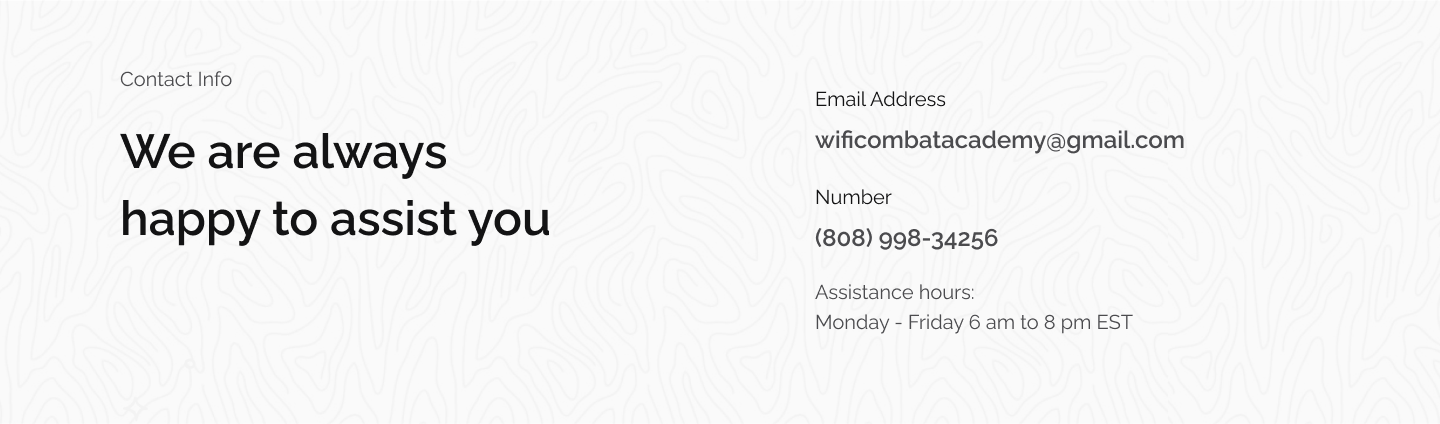 Contact Info
We are always
happy to assist you
Email Address
wificombatacademy@gmail.com
Number
(808) 998-34256
Assistance hours:
Monday - Friday 6 am to 8 pm EST